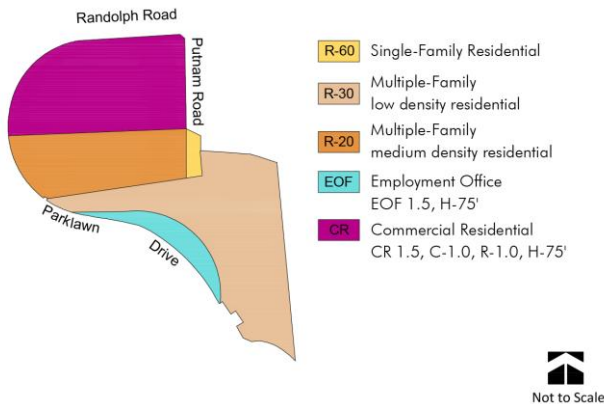 Randolph Road
Putnam Road
Parklawn
Drive
R-60 Single-Family Residential
R-30 Multiple-Family
low density residential
R-20 Multiple-Family
medium density residential
EOF Employment Office
EOF 1.5, H-75'
CR Commercial Residential
CR 1.5, C-1.0, R-1.0, H-75'
Not to Scale